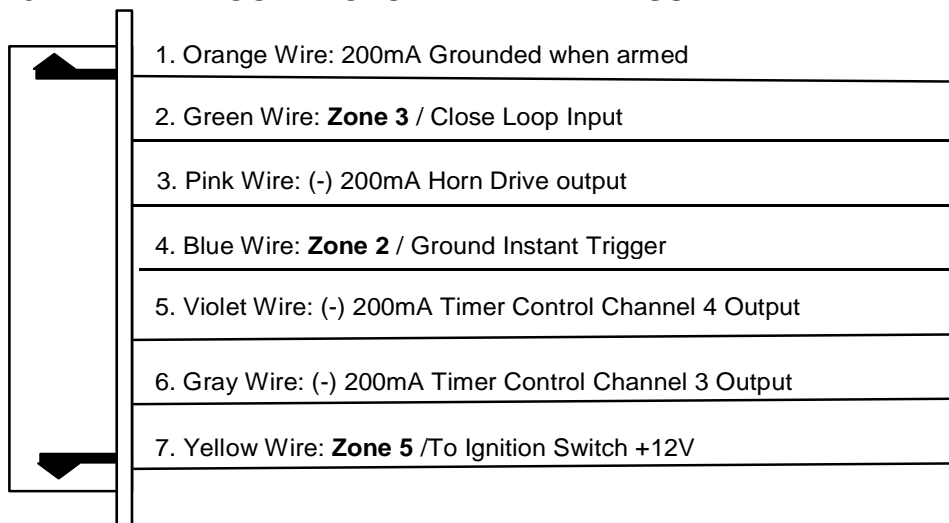 1. Orange Wire: 200mA Grounded when armed
2. Green Wire: Zone 3 / Close Loop Input
3. Pink Wire: (-) 200mA Horn Drive output
4. Blue Wire: Zone 2 / Ground Instant Trigger
5. Violet Wire: (-) 200mA Timer Control Channel 4 Output
6. Gray Wire: (-) 200mA Timer Control Channel 3 Output
7. Yellow Wire: Zone 5 /To Ignition Switch +12V